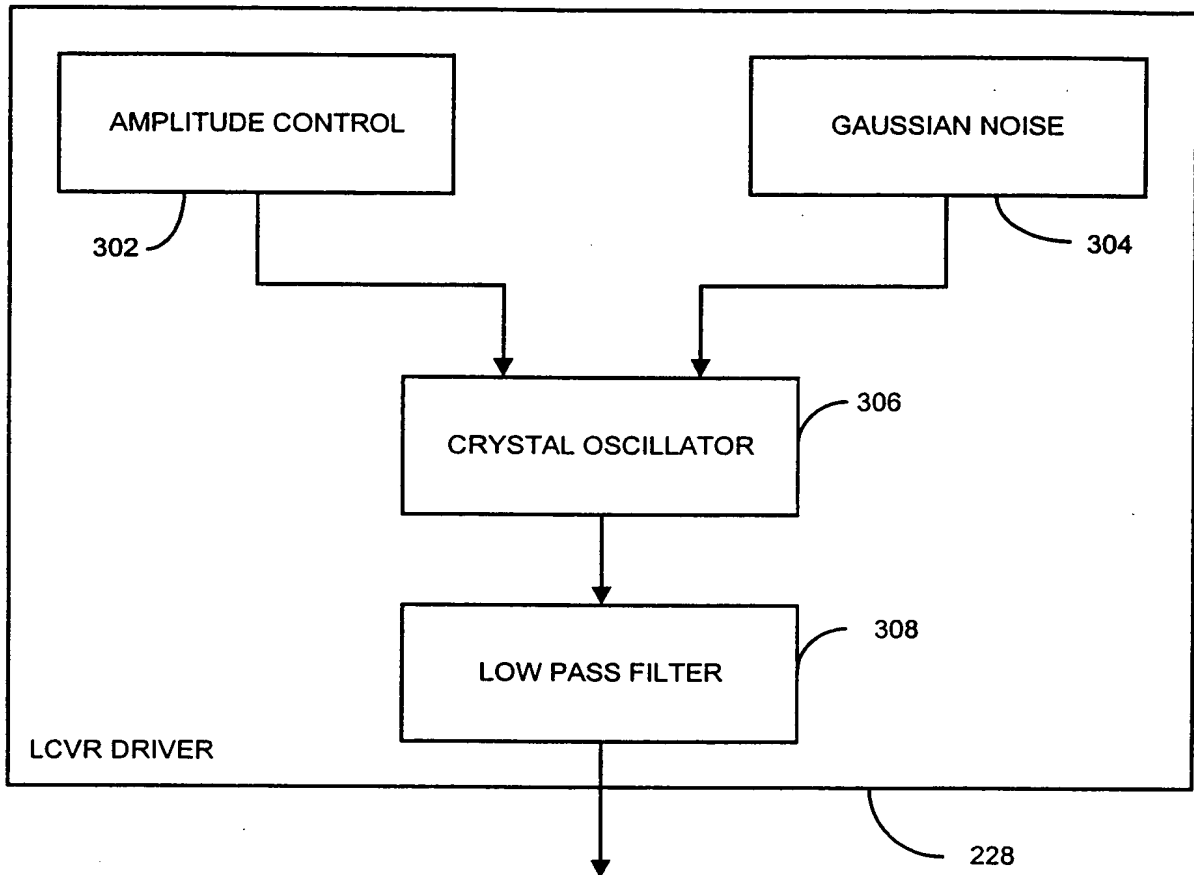 AMPLITUDE CONTROL
GAUSSIAN NOISE
302
304
306
CRYSTAL OSCILLATOR
308
LOW PASS FILTER
LCVR DRIVER
228